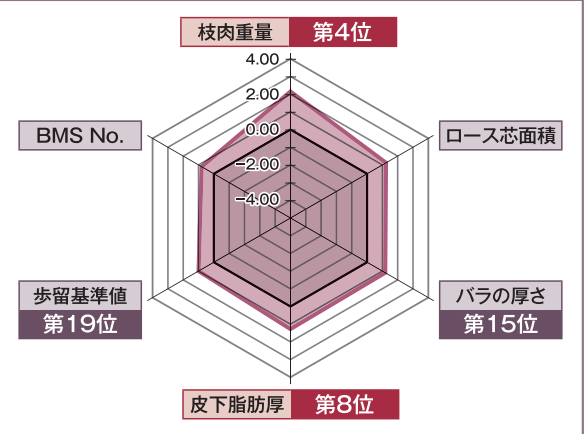 枝肉重量 第4位
4.00
2.00
0.00
−2.00
−4.00
BMS No.
ロース芯面積
歩留基準値
第19位
バラの厚さ
第15位
皮下脂肪厚 第8位